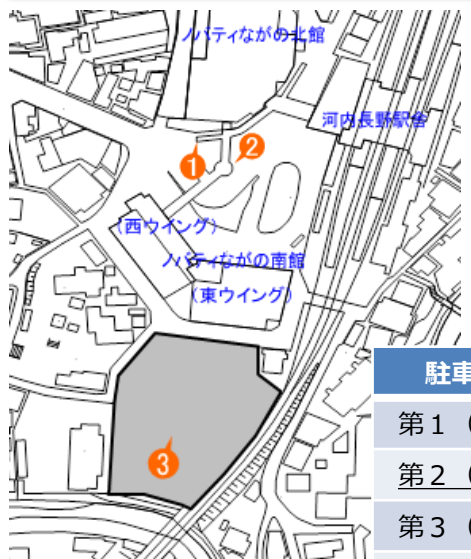 ノバティながの北館
河内長野駅舎
1
2
(西ウイング)
ノバティながの南館
(東ウイング)
3
駐車
第1(
第2(
第3(